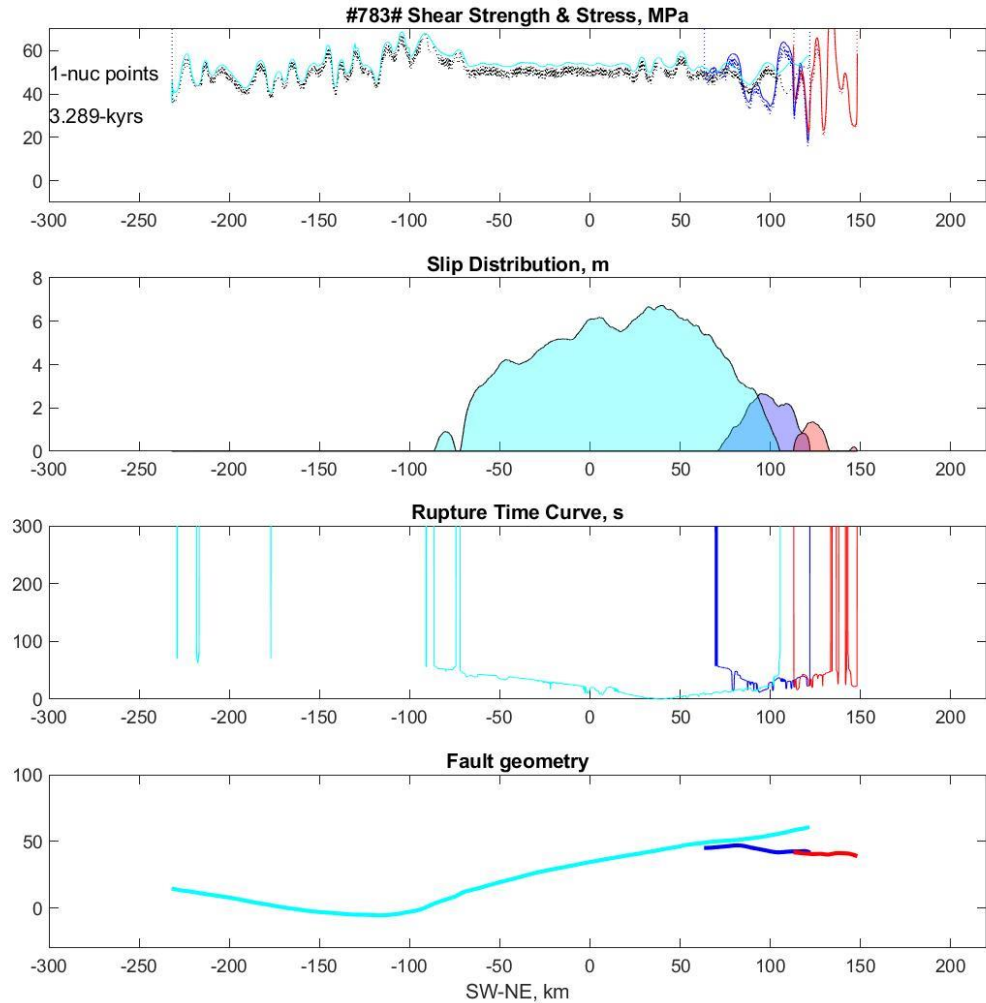 #783# Shear Strength & Stress, MPa
60
40
20
0
1-nuc points
3.289-kyrs
-300 -250 -200 -150 -100 -50 0 50 100 150 200
Slip Distribution, m
8
6
4
2
0
-300 -250 -200 -150 -100 -50 0 50 100 150 200
Rupture Time Curve, s
300
200
100
0
-300 -250 -200 -150 -100 -50 0 50 100 150 200
Fault geometry
100
50
0
-300 -250 -200 -150 -100 -50 0 50 100 150 200
SW-NE, km